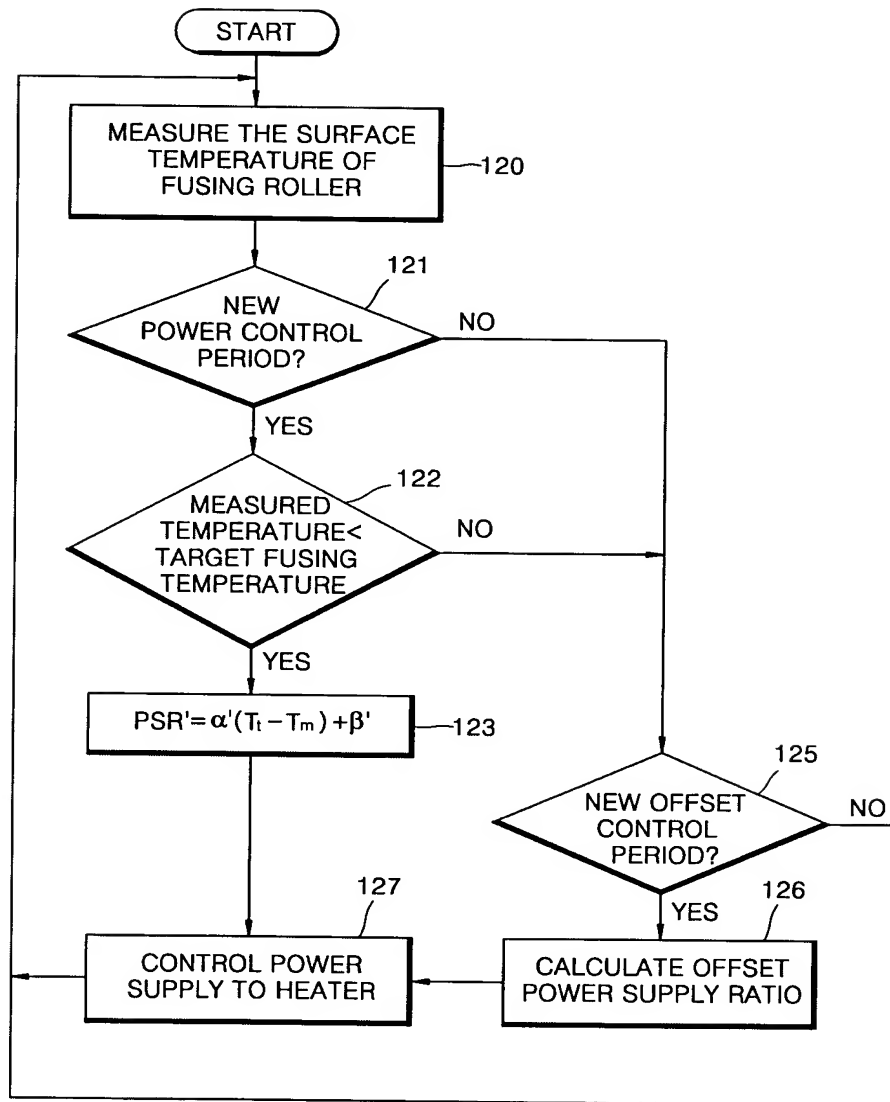 START
MEASURE THE SURFACE
TEMPERATURE OF
FUSING ROLLER
120
121
NEW
POWER CONTROL
PERIOD?
NO
YES
122
MEASURED
TEMPERATURE<
TARGET FUSING
TEMPERATURE
NO
YES
PSR'=α'(Tt−Tm)+β'
123
125
NEW OFFSET
CONTROL
PERIOD?
NO
YES
126
CALCULATE OFFSET
POWER SUPPLY RATIO
127
CONTROL POWER
SUPPLY TO HEATER